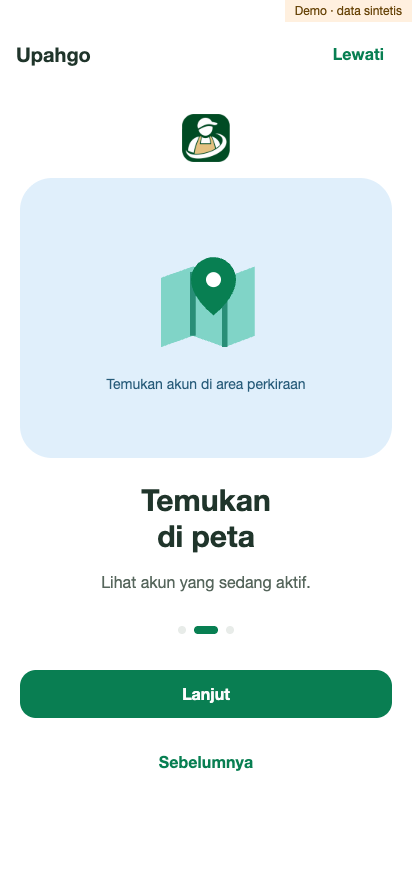 Demo · data sintetis
Upahgo
Lewati
Temukan akun di area perkiraan
Temukan
di peta
Lihat akun yang sedang aktif.
Lanjut
Sebelumnya